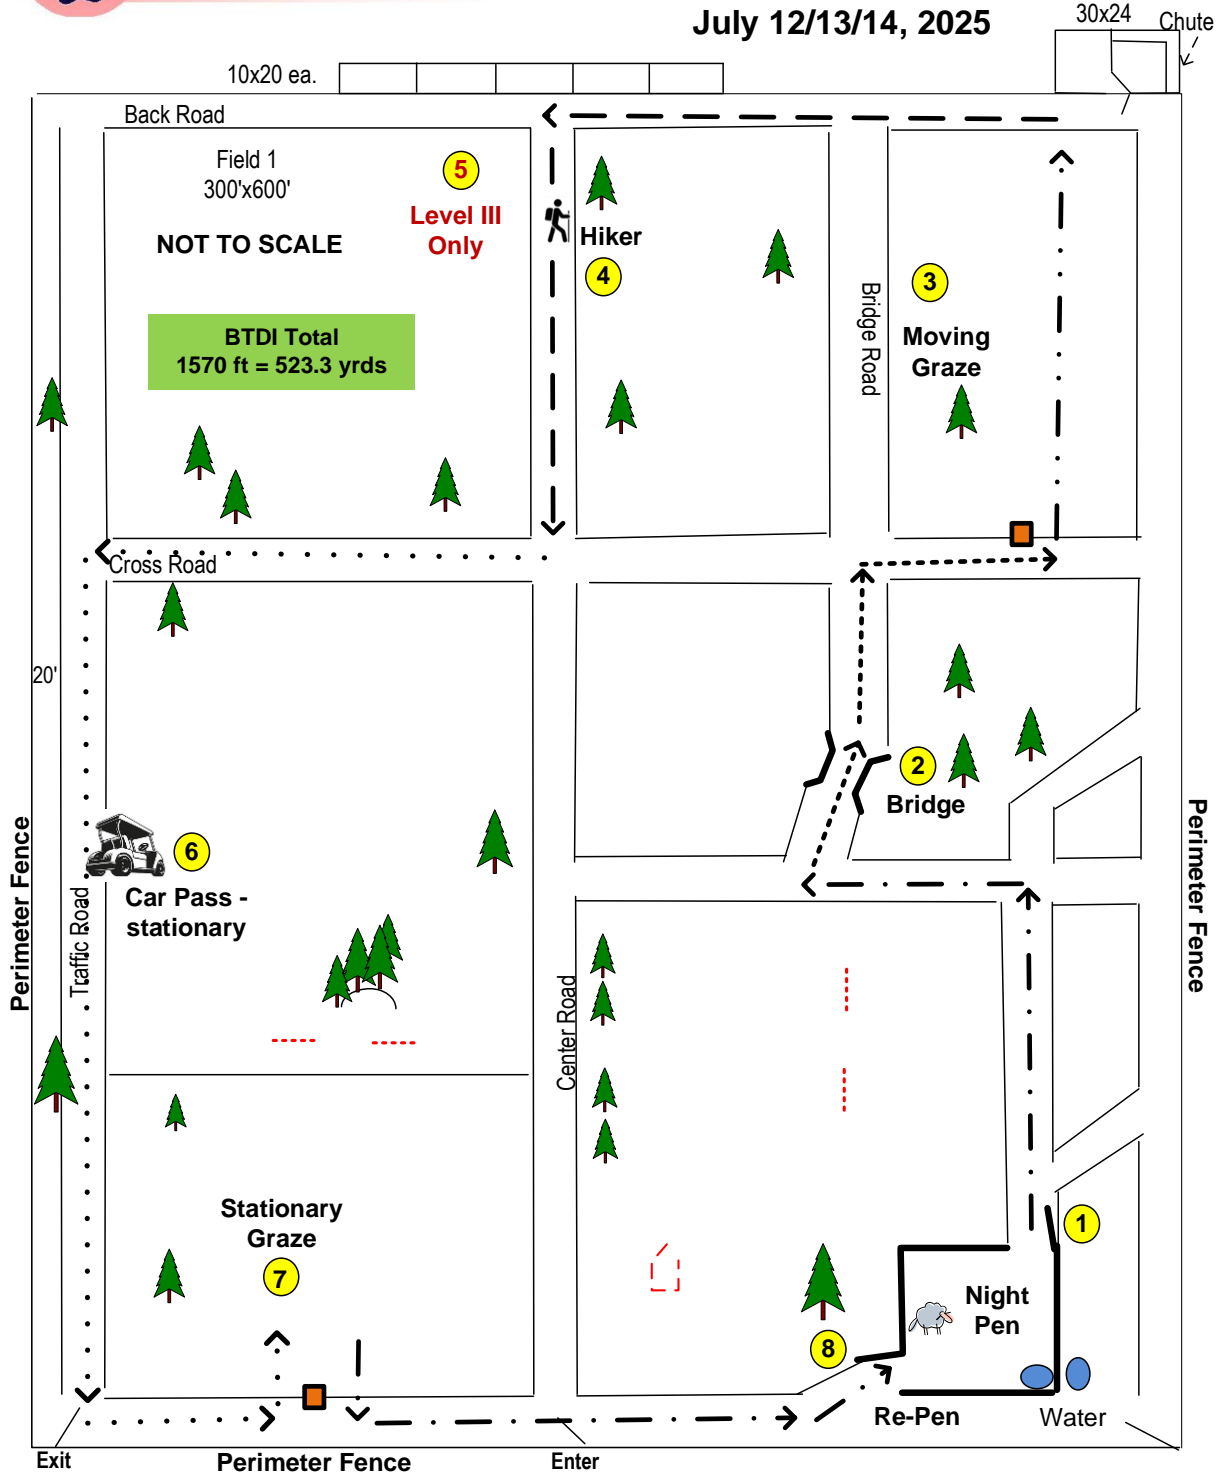 July 12/13/14, 2025
30x24
Chute
10x20 ea.
Back Road
Field 1
300'x600'
5
Level III
Only
NOT TO SCALE
Hiker
4
3
Moving
Graze
Bridge Road
BTDI Total
1570 ft = 523.3 yrds
Cross Road
20'
2
Bridge
6
Car Pass -
stationary
Perimeter Fence
Traffic Road
Center Road
Perimeter Fence
Stationary
Graze
7
1
Night
Pen
8
Re-Pen
Water
Exit
Perimeter Fence
Enter